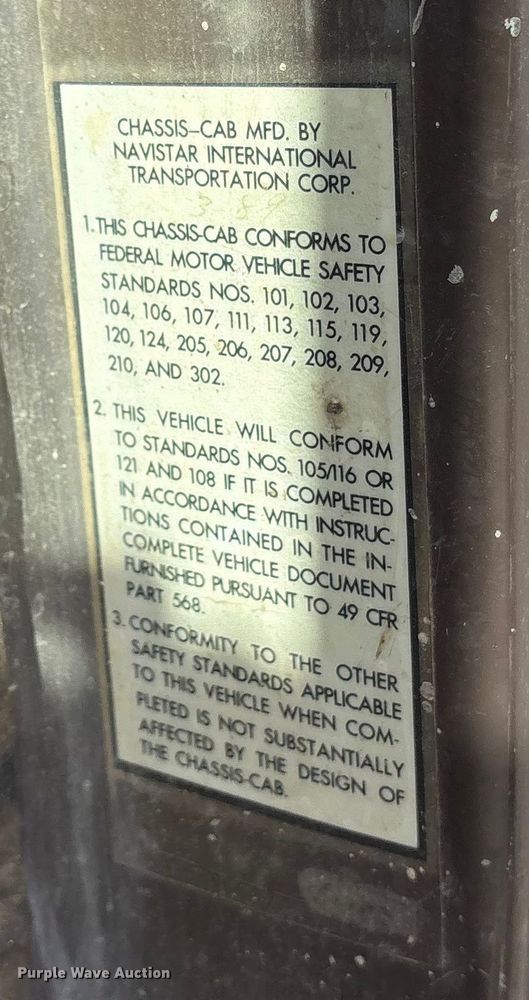 CHASSIS-CAB MFD. BY
NAVISTAR INTERNATIONAL
TRANSPORTATION CORP.
3 89
1. THIS CHASSIS-CAB CONFORMS TO
FEDERAL MOTOR VEHICLE SAFETY
STANDARDS NOS. 101, 102, 103,
104, 106, 107, 111, 113, 115, 119,
120, 124, 205, 206, 207, 208, 209,
210, AND 302.
2. THIS VEHICLE WILL CONFORM
TO STANDARDS NOS. 105/116 OR
121 AND 108 IF IT IS COMPLETED
IN ACCORDANCE WITH INSTRUC-
TIONS CONTAINED IN THE IN-
COMPLETE VEHICLE DOCUMENT
FURNISHED PURSUANT TO 49 CFR
PART 568.
3. CONFORMITY TO THE OTHER
SAFETY STANDARDS APPLICABLE
TO THIS VEHICLE WHEN COM-
PLETED IS NOT SUBSTANTIALLY
AFFECTED BY THE DESIGN OF
THE CHASSIS-CAB.
Purple Wave Auction